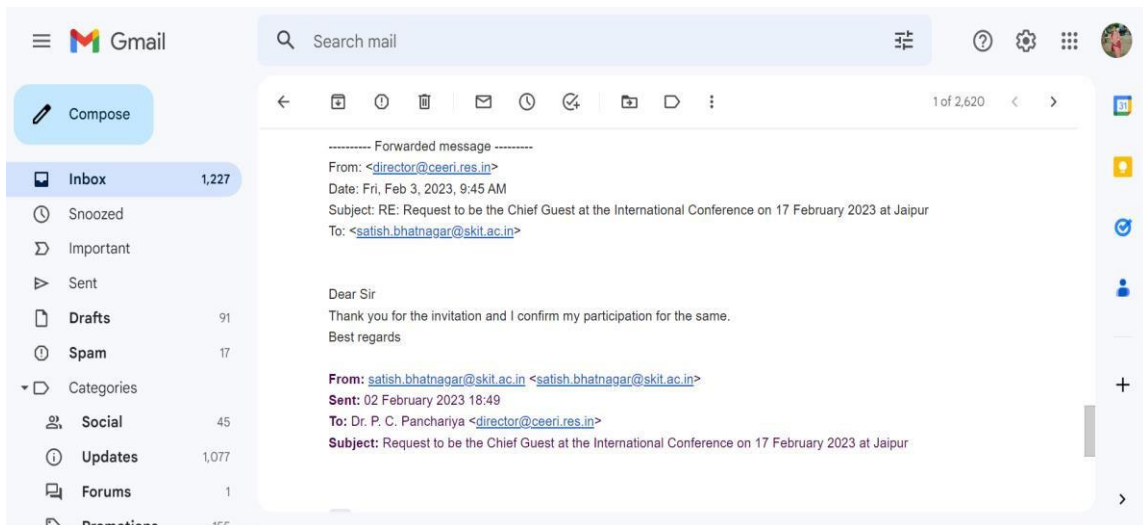 Gmail
Search mail
Compose
1 of 2,620
31
Inbox 1,227
Snoozed
Important
Sent
Drafts 91
Spam 17
Categories
Social 45
Updates 1,077
Forums 1
Promotions 155
---------- Forwarded message ---------
From: <director@ceeri.res.in>
Date: Fri, Feb 3, 2023, 9:45 AM
Subject: RE: Request to be the Chief Guest at the International Conference on 17 February 2023 at Jaipur
To: <satish.bhatnagar@skit.ac.in>
Dear Sir
Thank you for the invitation and I confirm my participation for the same.
Best regards
From: satish.bhatnagar@skit.ac.in <satish.bhatnagar@skit.ac.in>
Sent: 02 February 2023 18:49
To: Dr. P. C. Panchariya <director@ceeri.res.in>
Subject: Request to be the Chief Guest at the International Conference on 17 February 2023 at Jaipur